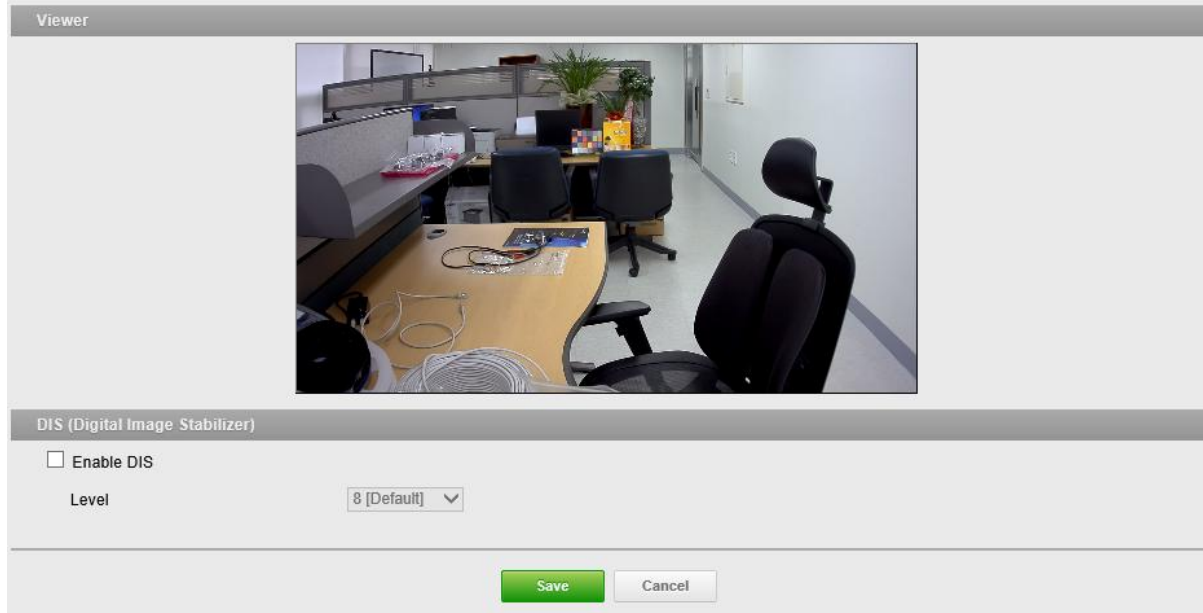 Viewer
DIS (Digital Image Stabilizer)
Enable DIS
Level 8 [Default]
Save Cancel